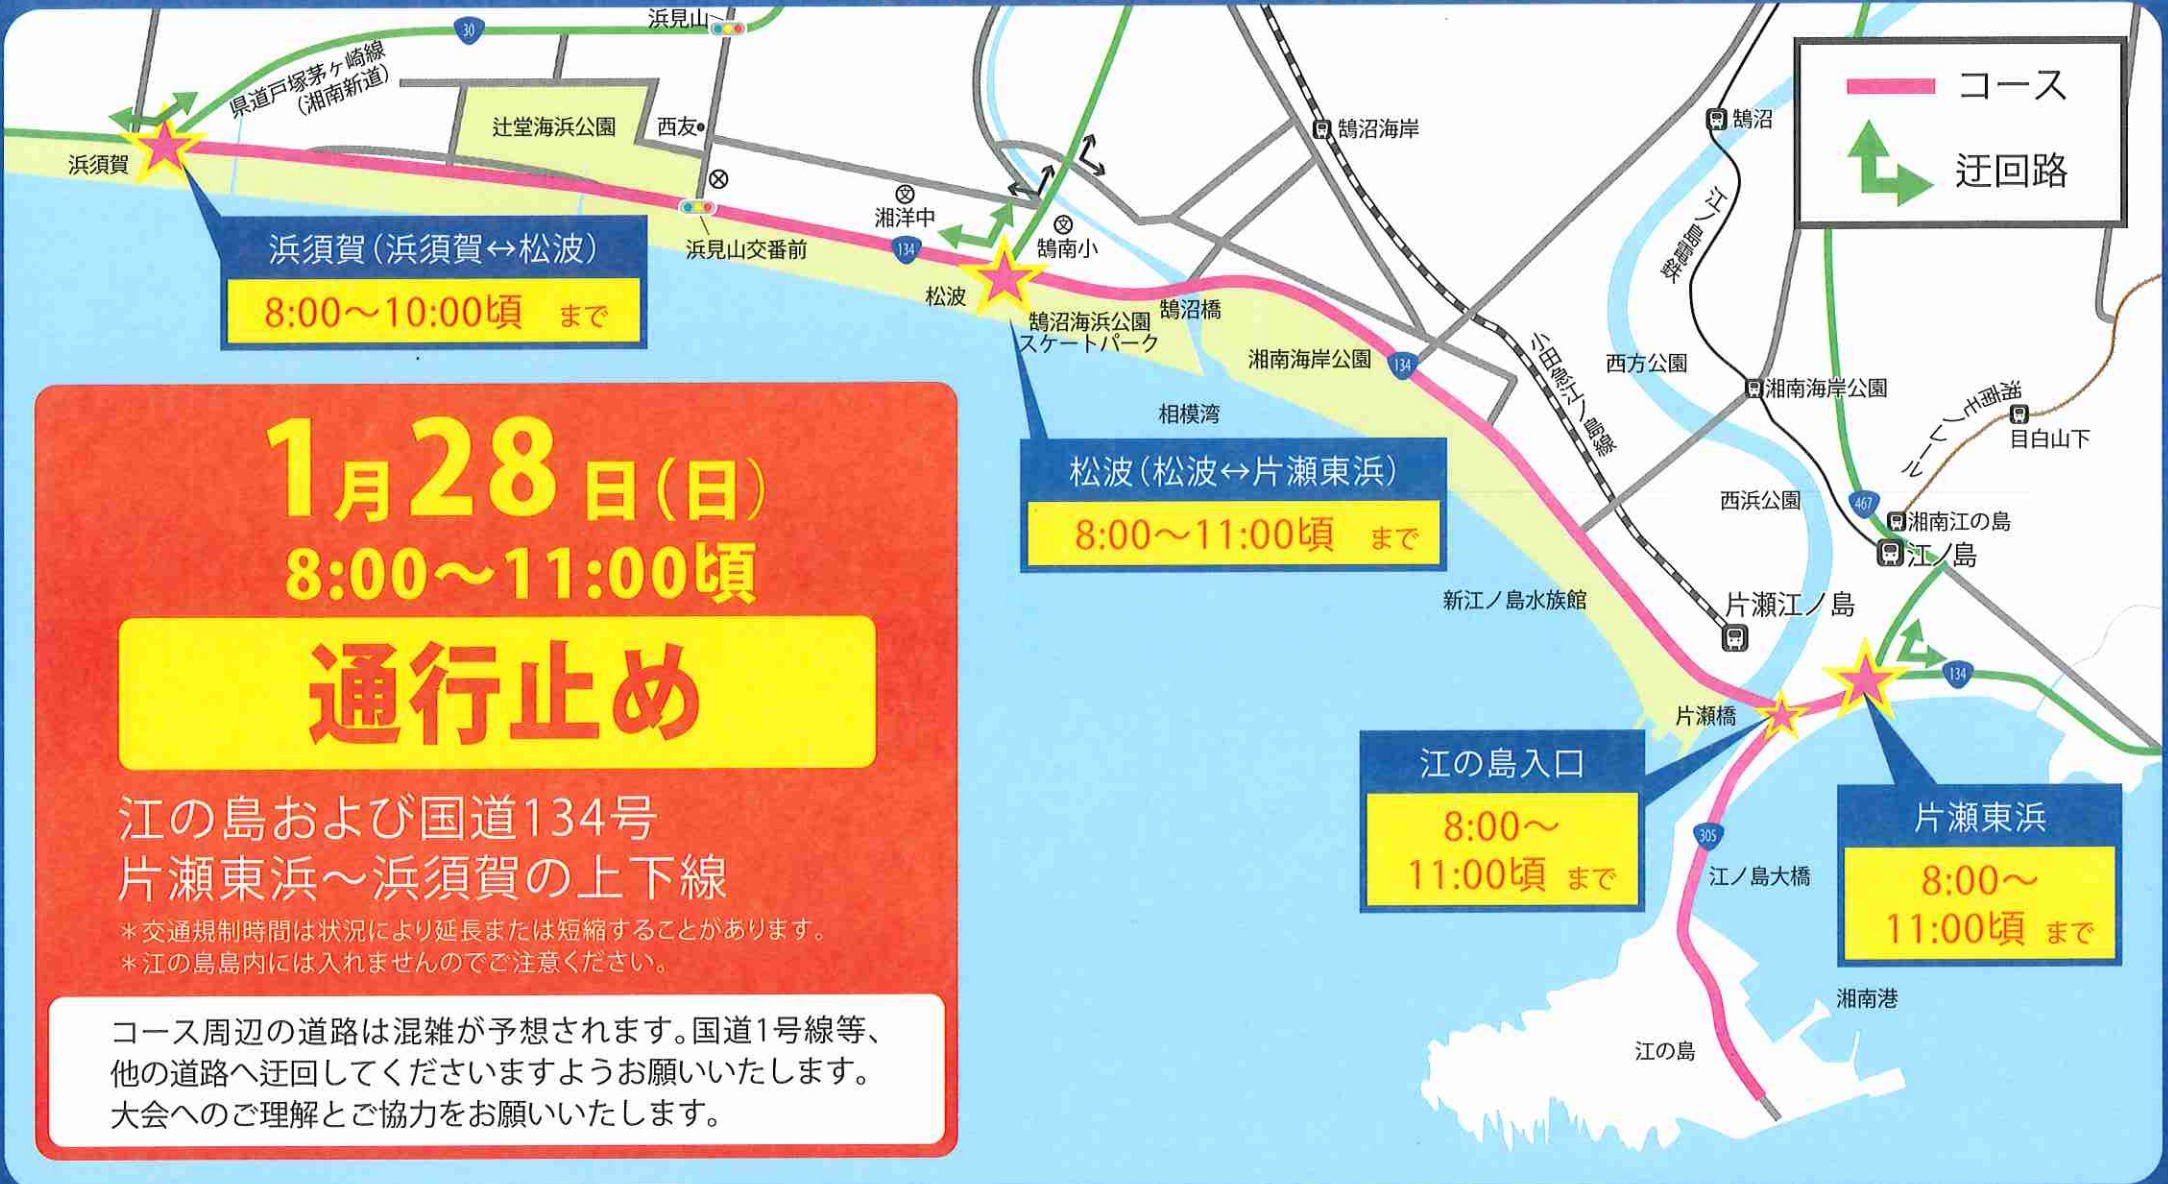 浜見山
30
県道戸塚茅ヶ崎線
(湘南新道)
辻堂海浜公園
西友
浜須賀
浜須賀(浜須賀↔松波)
8:00〜10:00頃 まで
浜見山交番前
湘洋中
文
134
文
鵠南小
松波
鵠沼海浜公園
スケートパーク
鵠沼橋
鵠沼海岸
鵠沼
江ノ島電鉄
コース
迂回路
湘南海岸公園
134
相模湾
小田急江ノ島線
西方公園
湘南海岸公園
湘南モノレール
目白山下
松波(松波↔片瀬東浜)
8:00〜11:00頃 まで
西浜公園
467
湘南江の島
江ノ島
新江ノ島水族館
片瀬江ノ島
134
片瀬橋
江の島入口
8:00〜
11:00頃 まで
305
江ノ島大橋
片瀬東浜
8:00〜
11:00頃 まで
湘南港
江の島
1月28日(日)
8:00〜11:00頃
通行止め
江の島および国道134号
片瀬東浜〜浜須賀の上下線
＊交通規制時間は状況により延長または短縮することがあります。
＊江の島島内には入れませんのでご注意ください。
コース周辺の道路は混雑が予想されます。国道1号線等、
他の道路へ迂回してくださいますようお願いいたします。
大会へのご理解とご協力をお願いいたします。